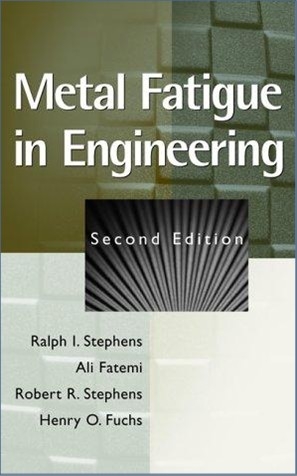 Metal Fatigue
in Engineering
Second Edition
Ralph I. Stephens
Ali Fatemi
Robert R. Stephens
Henry O. Fuchs